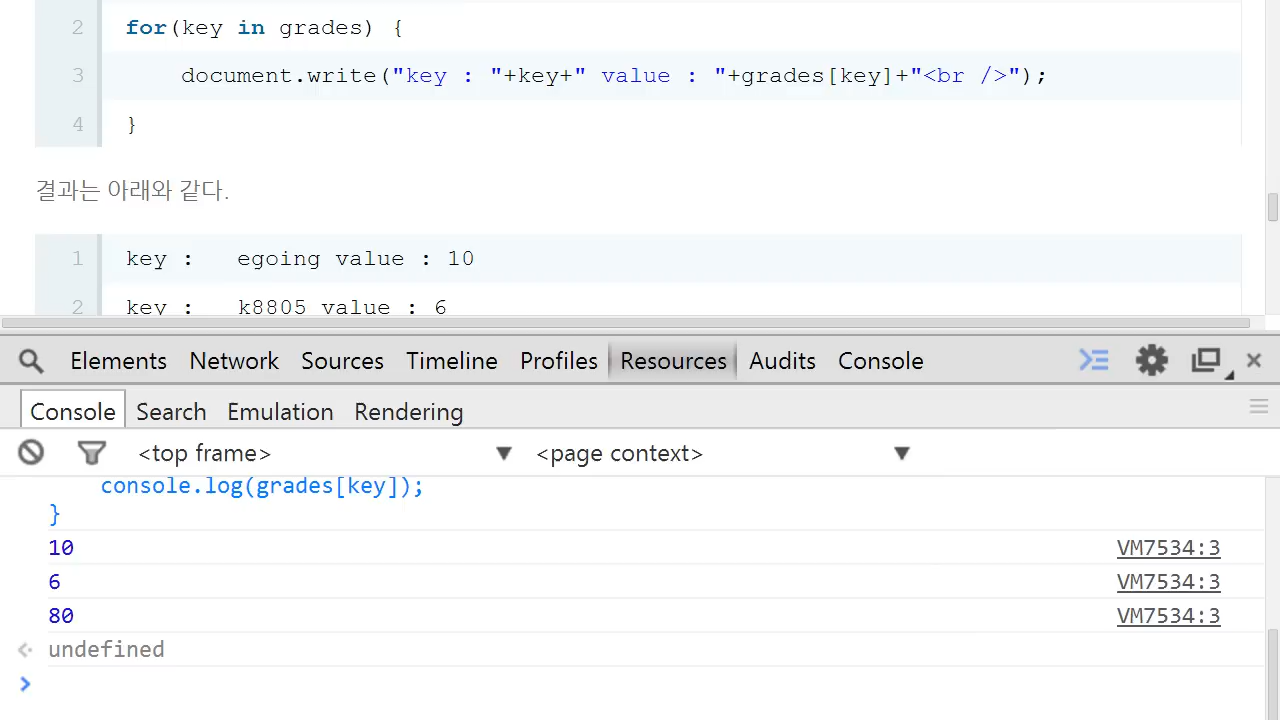 2 for(key in grades) {
3 document.write("key : "+key+" value : "+grades[key]+"<br />");
4 }
결과는 아래와 같다.
1 key : egoing value : 10
2 key : k8805 value : 6
Elements Network Sources Timeline Profiles Resources Audits Console
Console Search Emulation Rendering
<top frame> <page context>
console.log(grades[key]);
}
10 VM7534:3
6 VM7534:3
80 VM7534:3
undefined